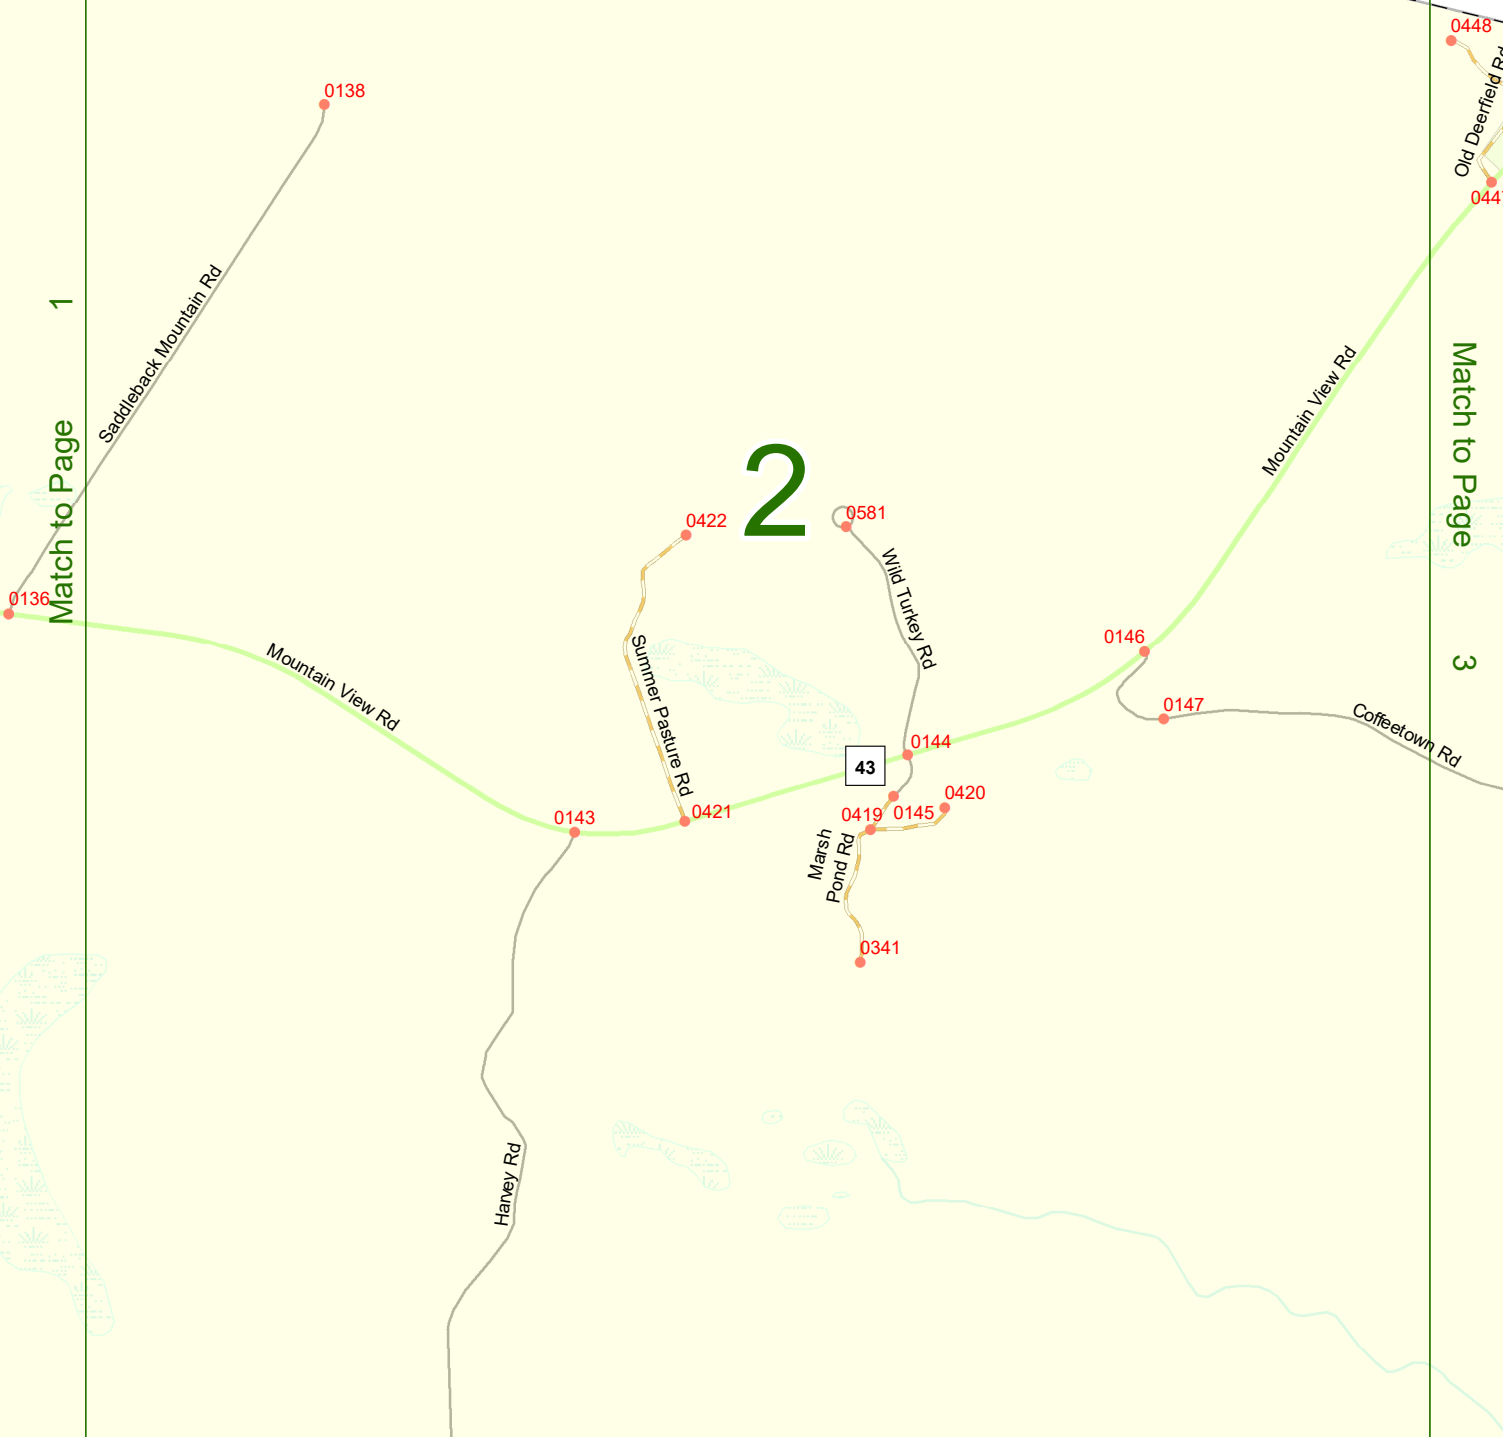 0448
Old Deerfield Rd
0138
044
Saddleback Mountain Rd
Match to Page 1
Match to Page 3
Mountain View Rd
2
0422
0581
Wild Turkey Rd
0136
Mountain View Rd
Summer Pasture Rd
0146
0147
Coffeetown Rd
0144
43
0143
0421
0419
0145
0420
Marsh
Pond Rd
0341
Harvey Rd